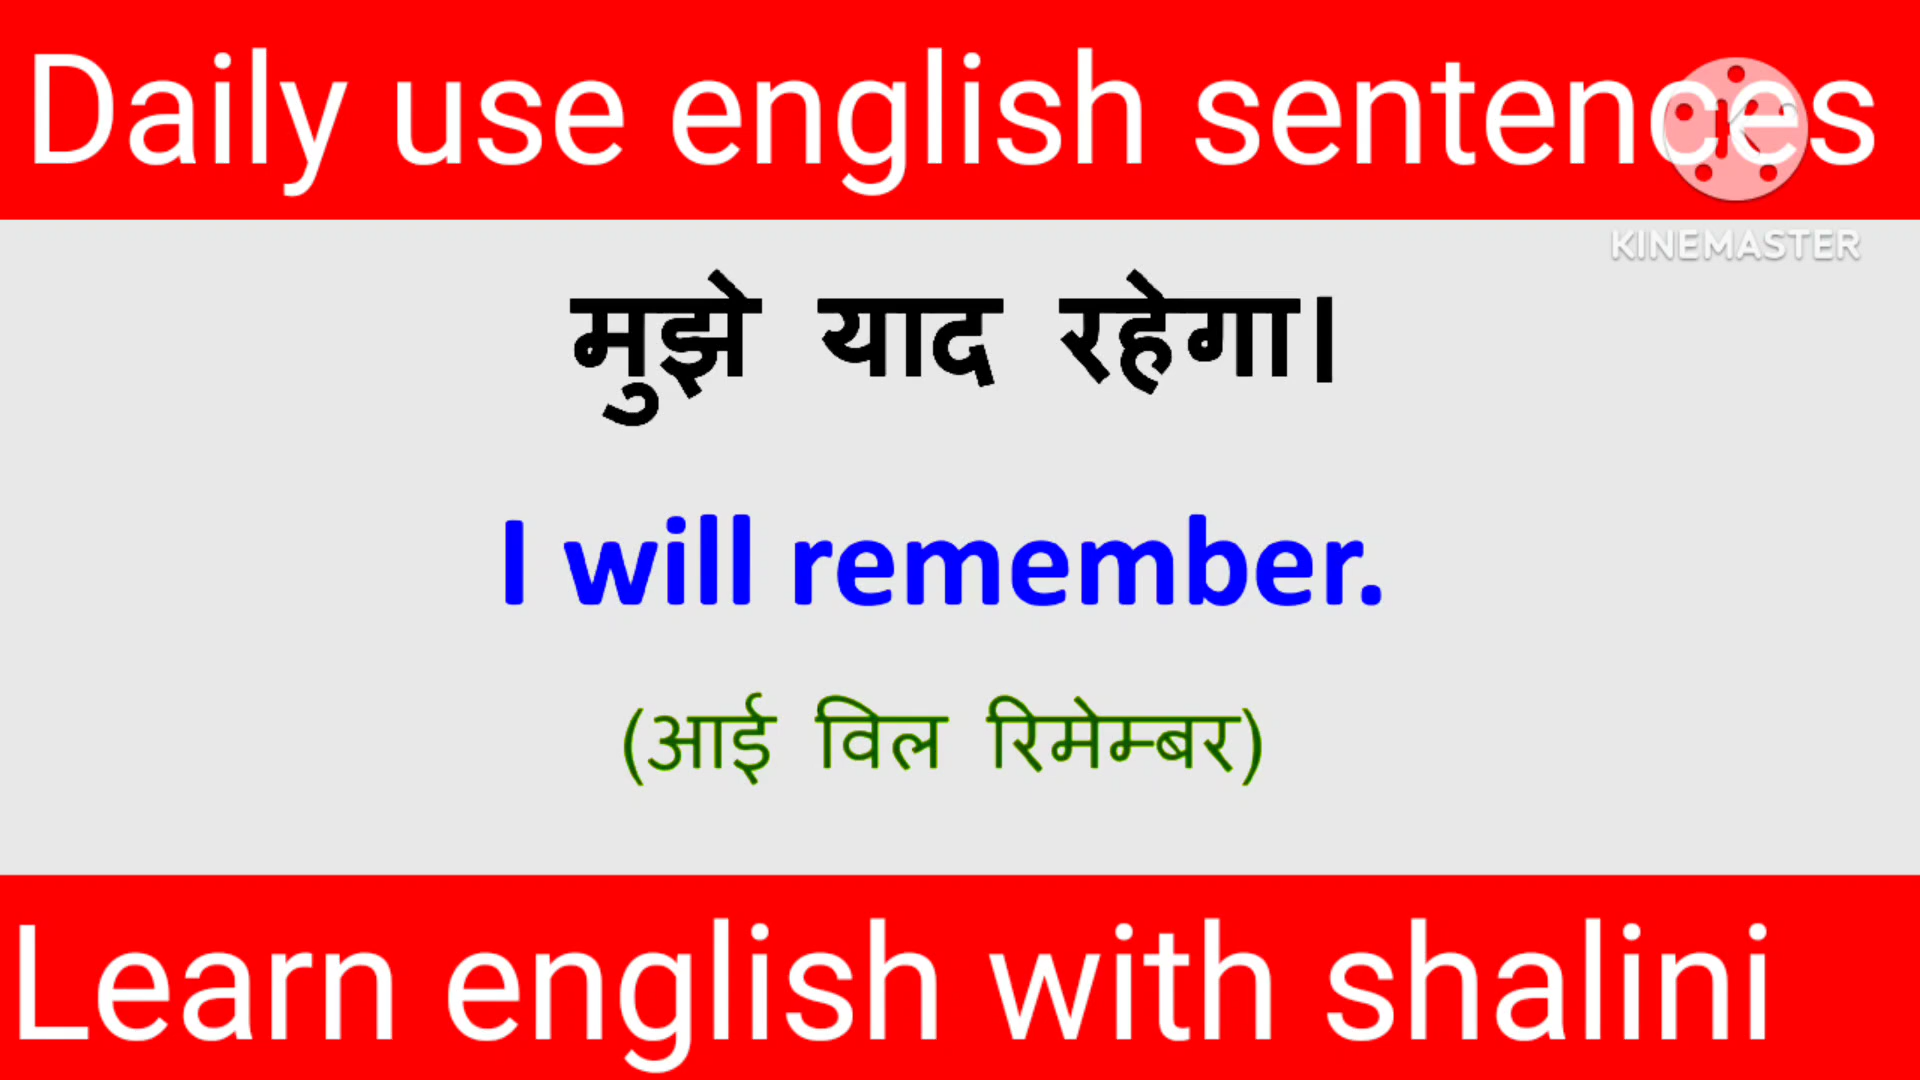 Daily use english sentences
KINEMASTER
मुझे याद रहेगा।
I will remember.
(आई विल रिमेम्बर)
Learn english with shalini